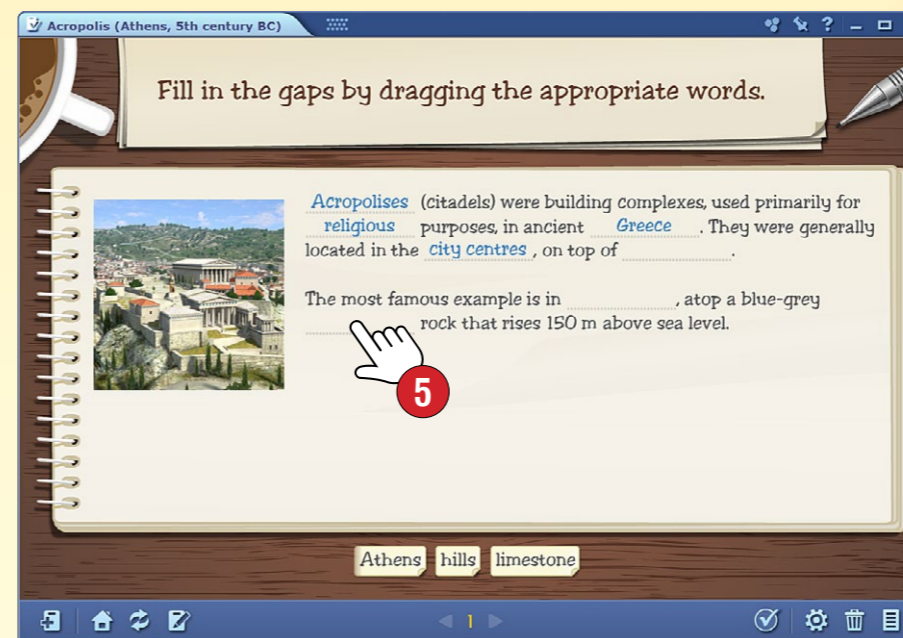 Acropolis (Athens, 5th century BC)
?
Fill in the gaps by dragging the appropriate words.
Acropolises (citadels) were building complexes, used primarily for
religious purposes, in ancient Greece . They were generally
located in the city centres , on top of .
The most famous example is in , atop a blue-grey
rock that rises 150 m above sea level.
5
Athens hills limestone
1